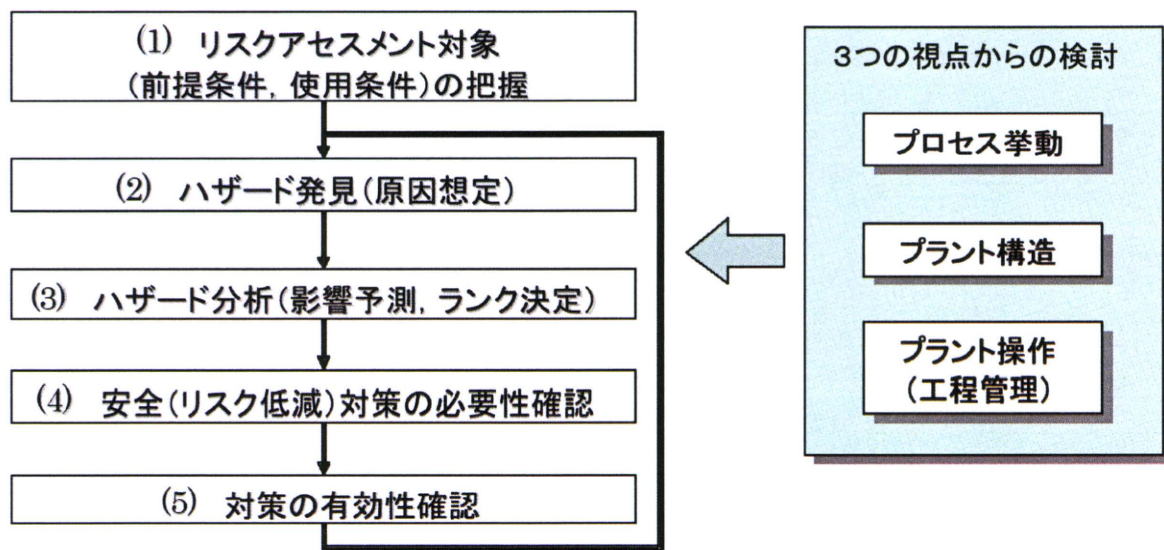 (1) リスクアセスメント対象
(前提条件, 使用条件)の把握
(2) ハザード発見(原因想定)
(3) ハザード分析(影響予測, ランク決定)
(4) 安全(リスク低減)対策の必要性確認
(5) 対策の有効性確認
3つの視点からの検討
プロセス挙動
プラント構造
プラント操作
(工程管理)